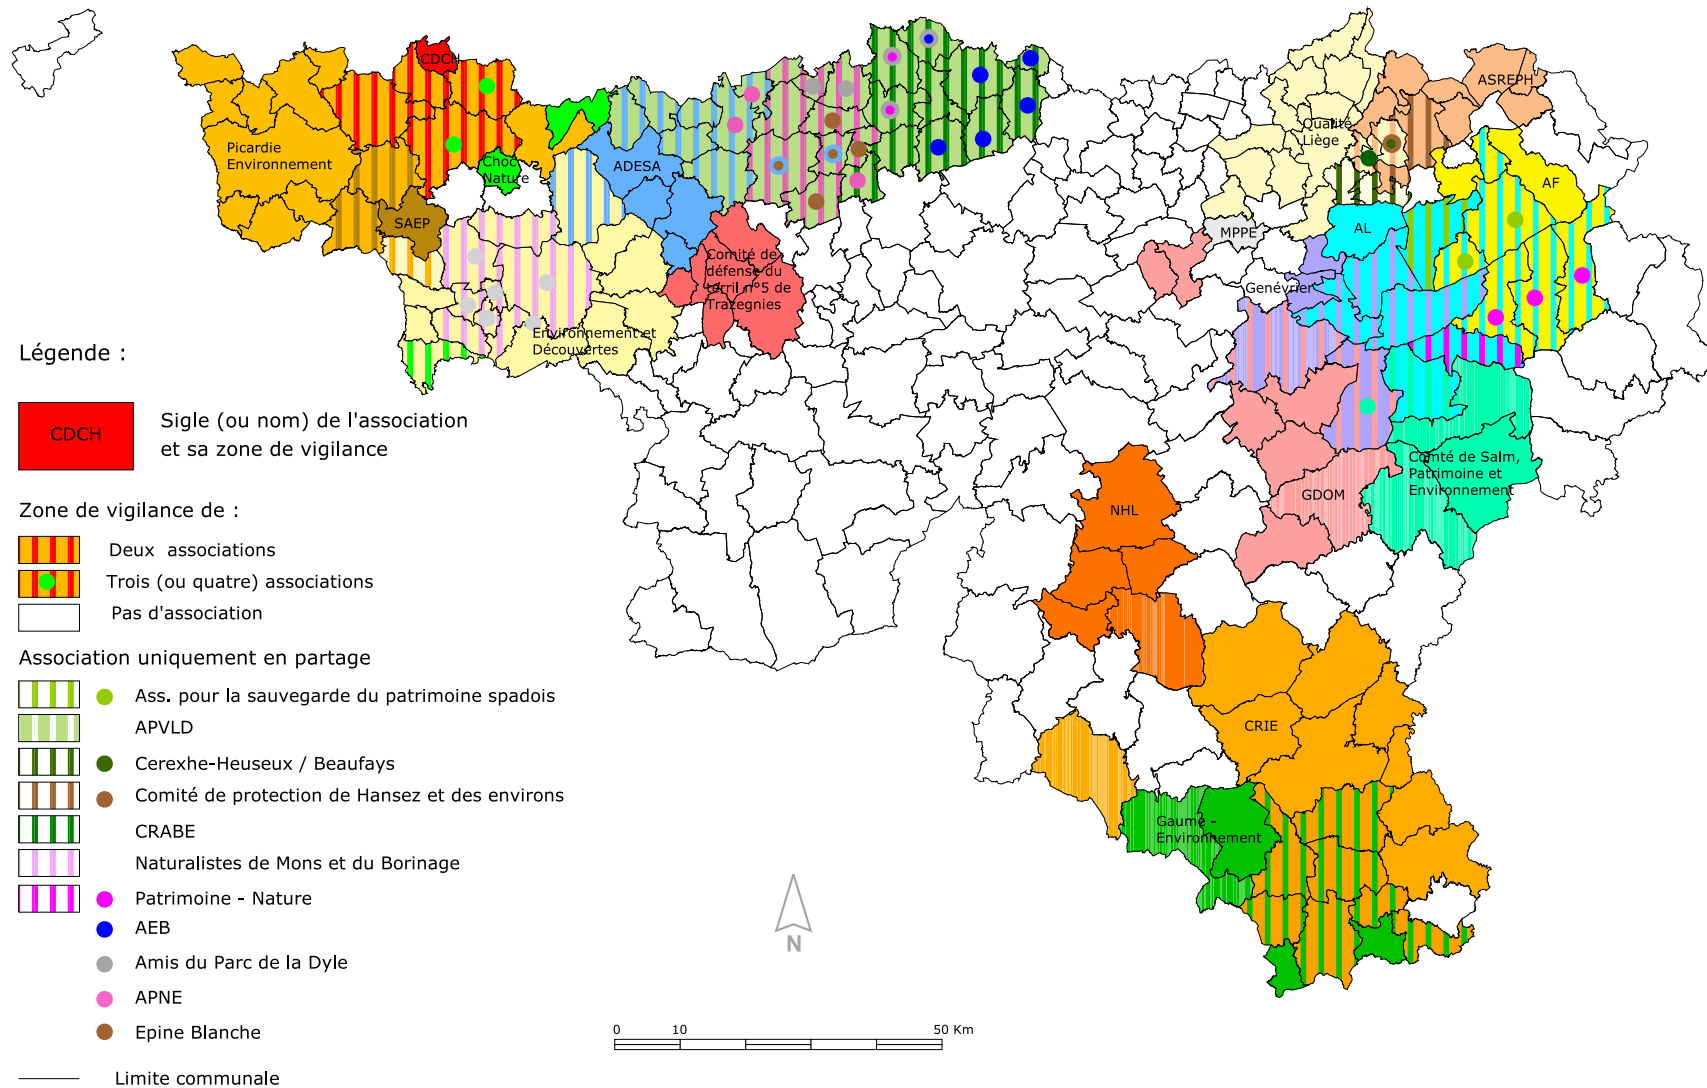 CDCH
ASREPH
Picardie
Environnement
Choc
Nature
ADESA
Qualité
Liège
AF
SAEP
AL
MPPE
Comité de
défense du
terril n°5 de
Trazegnies
Genévrier
Environnement et
Découvertes
Légende :
CDCH
Sigle (ou nom) de l'association
et sa zone de vigilance
Comté de Salm,
Patrimoine et
Environnement
GDOM
NHL
Zone de vigilance de :
Deux associations
Trois (ou quatre) associations
Pas d'association
Association uniquement en partage
Ass. pour la sauvegarde du patrimoine spadois
APVLD
CRIE
Cerexhe-Heuseux / Beaufays
Comité de protection de Hansez et des environs
CRABE
Gaume -
Environnement
Naturalistes de Mons et du Borinage
Patrimoine - Nature
AEB
N
Amis du Parc de la Dyle
APNE
Epine Blanche
0 10 50 Km
Limite communale